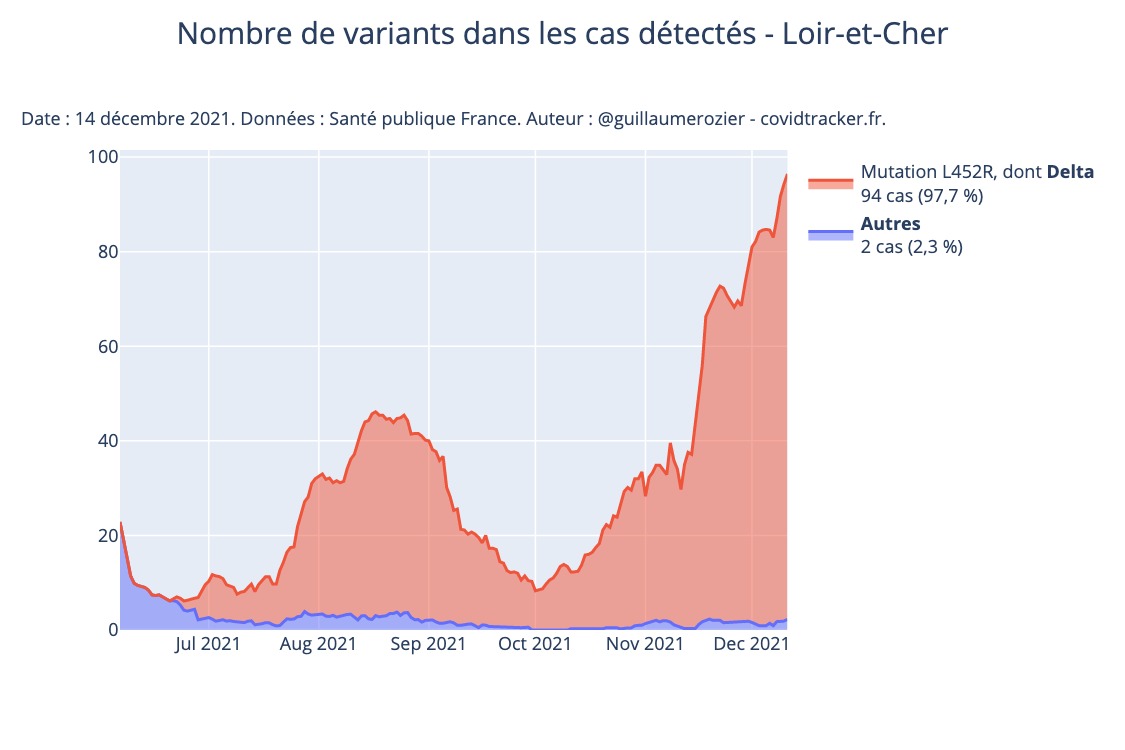 Nombre de variants dans les cas détectés - Loir-et-Cher
Date : 14 décembre 2021. Données : Santé publique France. Auteur : @guillaumerozier - covidtracker.fr.
100
80
60
40
20
0
Jul 2021 Aug 2021 Sep 2021 Oct 2021 Nov 2021 Dec 2021
Mutation L452R, dont Delta
94 cas (97,7 %)
Autres
2 cas (2,3 %)